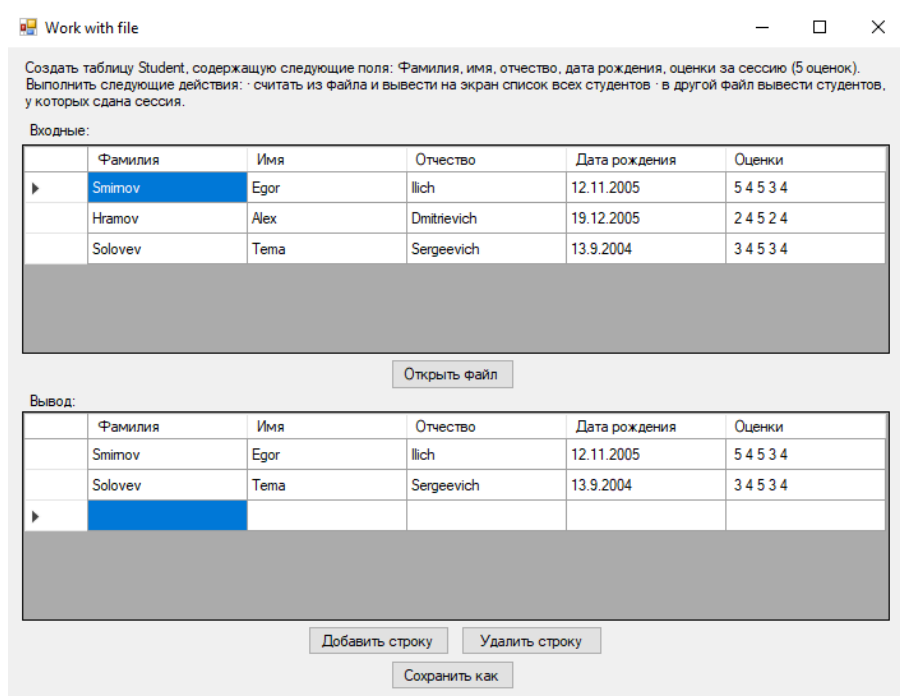 Work with file
Создать таблицу Student, содержащую следующие поля: Фамилия, имя, отчество, дата рождения, оценки за сессию (5 оценок).
Выполнить следующие действия: · считать из файла и вывести на экран список всех студентов · в другой файл вывести студентов,
у которых сдана сессия.
Входные:
Фамилия Имя Отчество Дата рождения Оценки
Smirnov Egor Ilich 12.11.2005 5 4 5 3 4
Hramov Alex Dmitrievich 19.12.2005 2 4 5 2 4
Solovev Tema Sergeevich 13.9.2004 3 4 5 3 4
Открыть файл
Вывод:
Фамилия Имя Отчество Дата рождения Оценки
Smirnov Egor Ilich 12.11.2005 5 4 5 3 4
Solovev Tema Sergeevich 13.9.2004 3 4 5 3 4
Добавить строку Удалить строку
Сохранить как